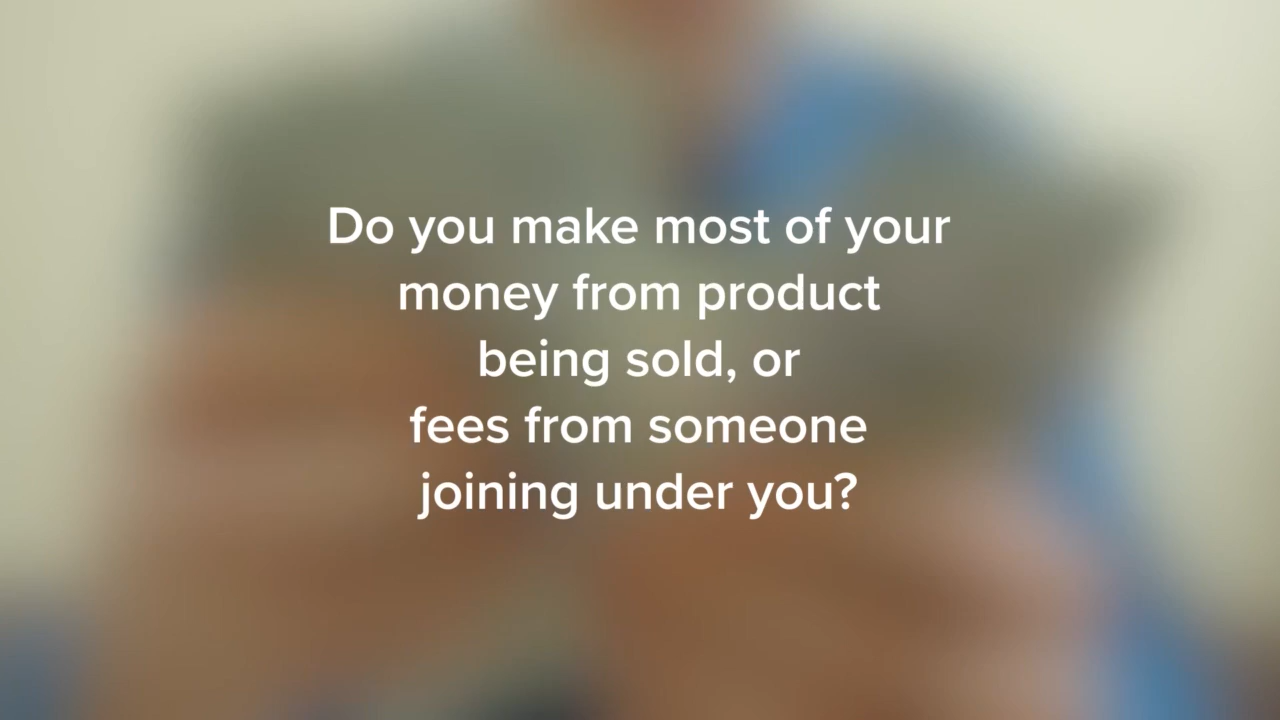 Do you make most of your
money from product
being sold, or
fees from someone
joining under you?